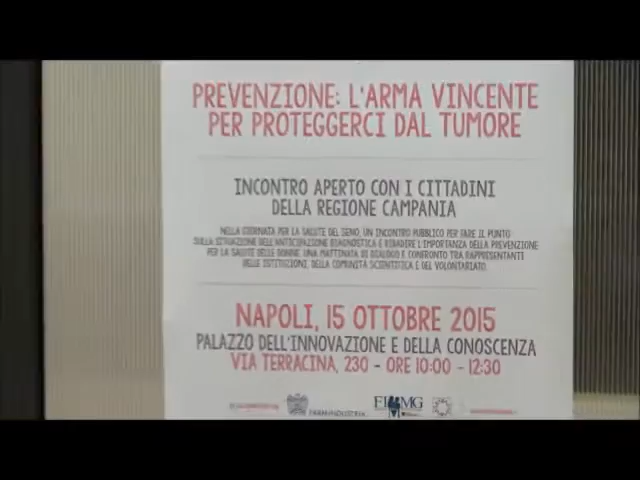 PREVENZIONE: L'ARMA VINCENTE
PER PROTEGGERCI DAL TUMORE
INCONTRO APERTO CON I CITTADINI
DELLA REGIONE CAMPANIA
NELLA GIORNATA PER LA SALUTE DEL SENO, UN INCONTRO PUBBLICO PER FARE IL PUNTO
SULLA SITUAZIONE DELL'ANTICIPAZIONE DIAGNOSTICA E RIBADIRE L'IMPORTANZA DELLA PREVENZIONE
PER LA SALUTE DELLE DONNE. UNA MATTINATA DI DIALOGO E CONFRONTO TRA RAPPRESENTANTI
DELLE ISTITUZIONI, DELLA COMUNITÀ SCIENTIFICA E DEL VOLONTARIATO.
NAPOLI, 15 OTTOBRE 2015
PALAZZO DELL'INNOVAZIONE E DELLA CONOSCENZA
VIA TERRACINA, 230 - ORE 10:00 - 12:30
FARMINDUSTRIA FIMMG